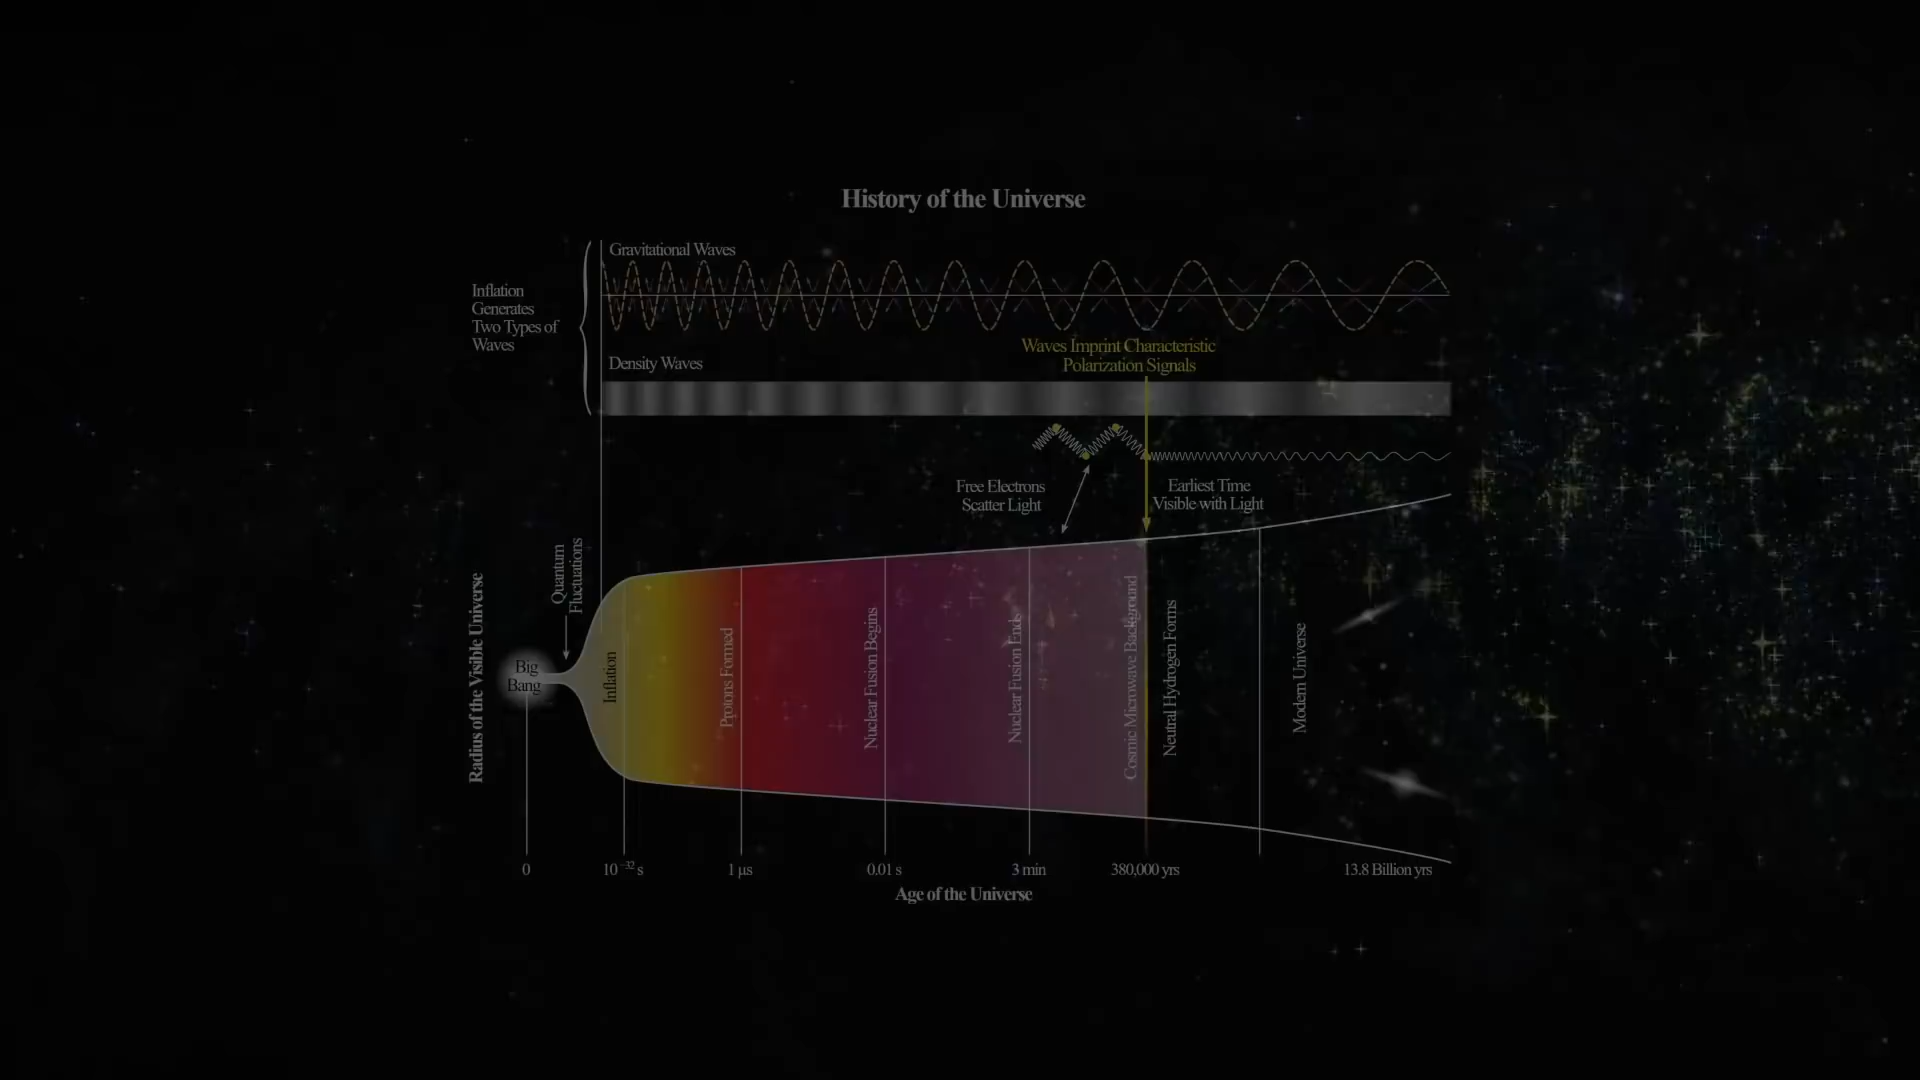 History of the Universe
Gravitational Waves
Inflation
Generates
Two Types of
Waves
Waves Imprint Characteristic
Polarization Signals
Density Waves
Free Electrons
Scatter Light
Earliest Time
Visible with Light
Radius of the Visible Universe
Quantum
Fluctuations
Big
Bang
Inflation
Protons Formed
Nuclear Fusion Begins
Nuclear Fusion Ends
Cosmic Microwave Background
Neutral Hydrogen Forms
Modern Universe
0
10⁻³² s
1 µs
0.01 s
3 min
380,000 yrs
13.8 Billion yrs
Age of the Universe